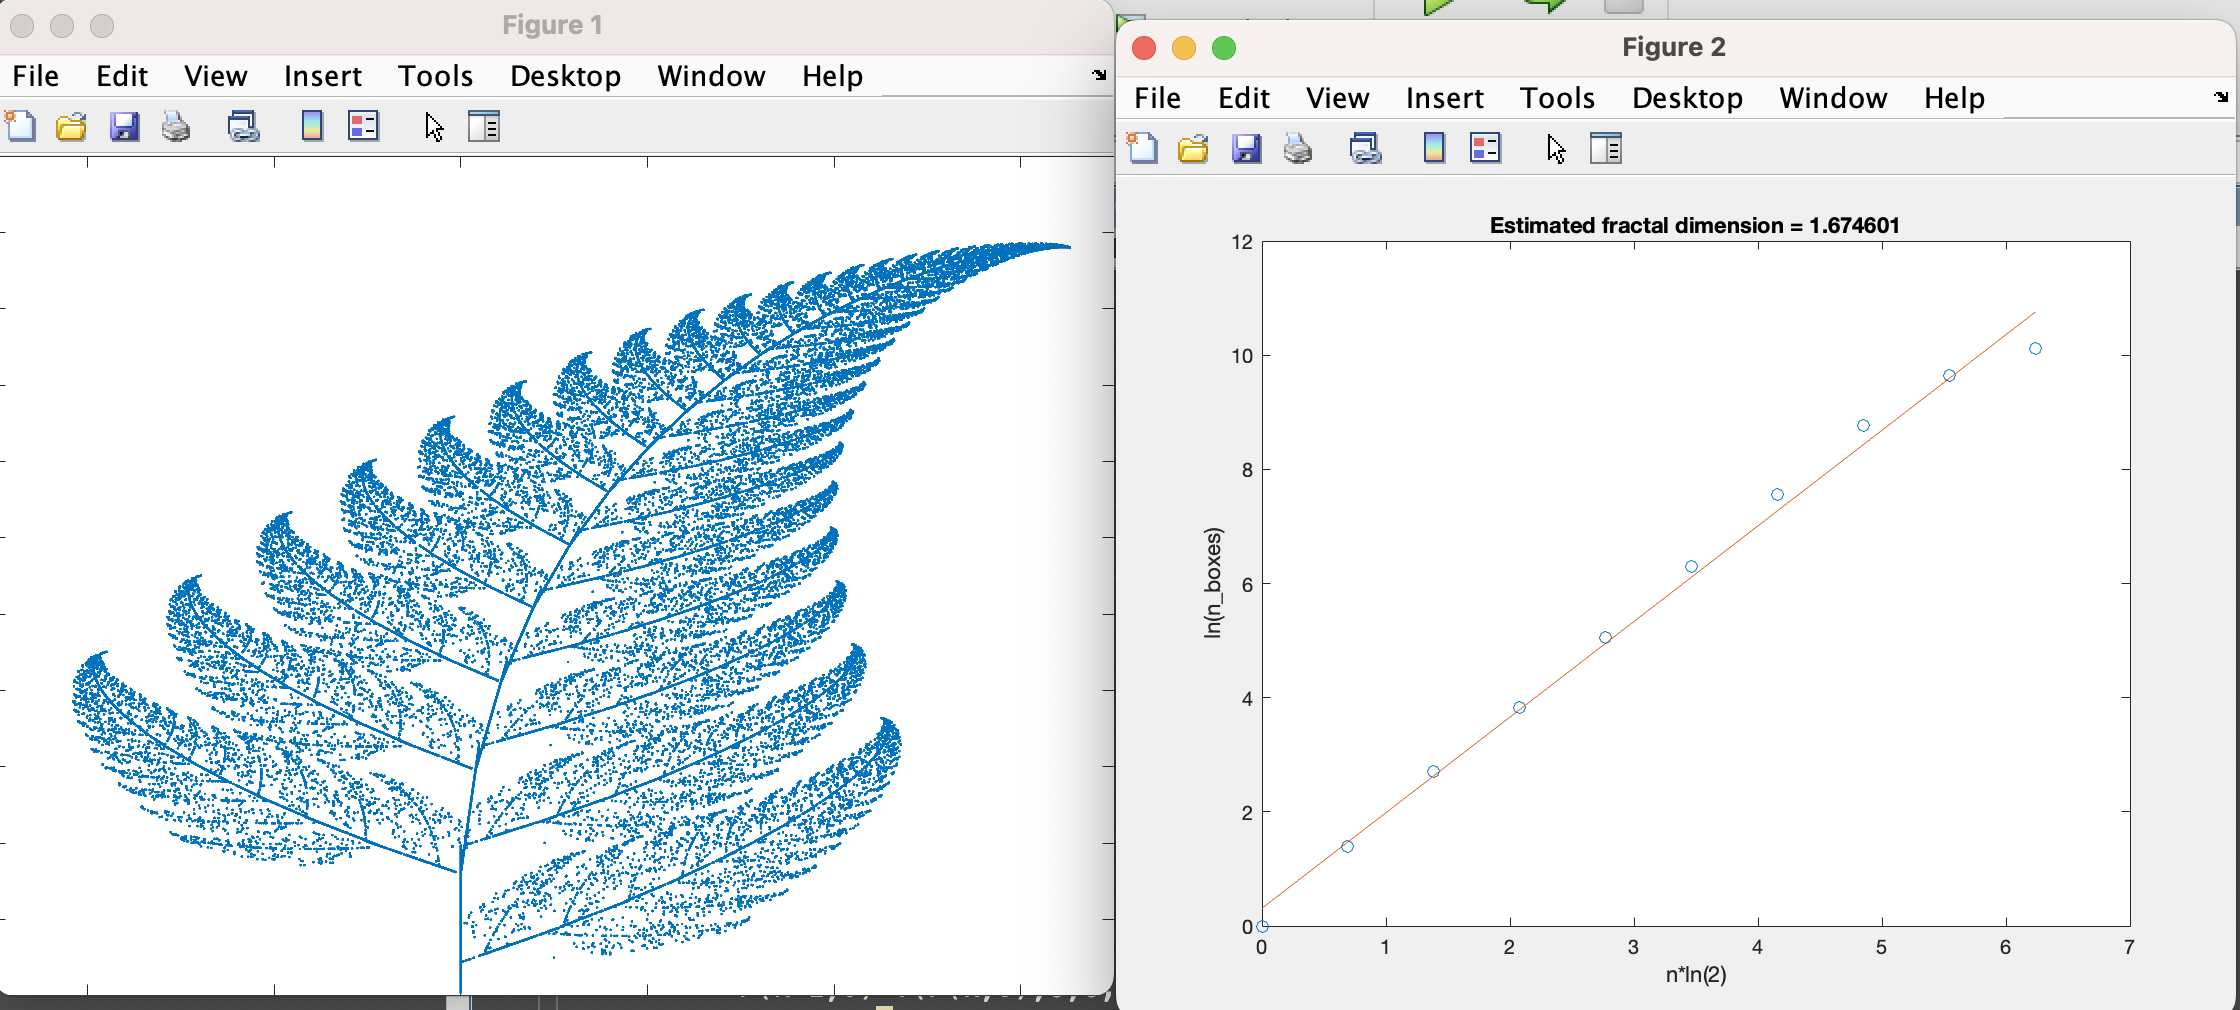 Figure 1
File Edit View Insert Tools Desktop Window Help
Figure 2
File Edit View Insert Tools Desktop Window Help
Estimated fractal dimension = 1.674601
12
10
8
6
4
2
0
ln(n_boxes)
0 1 2 3 4 5 6 7
n*ln(2)